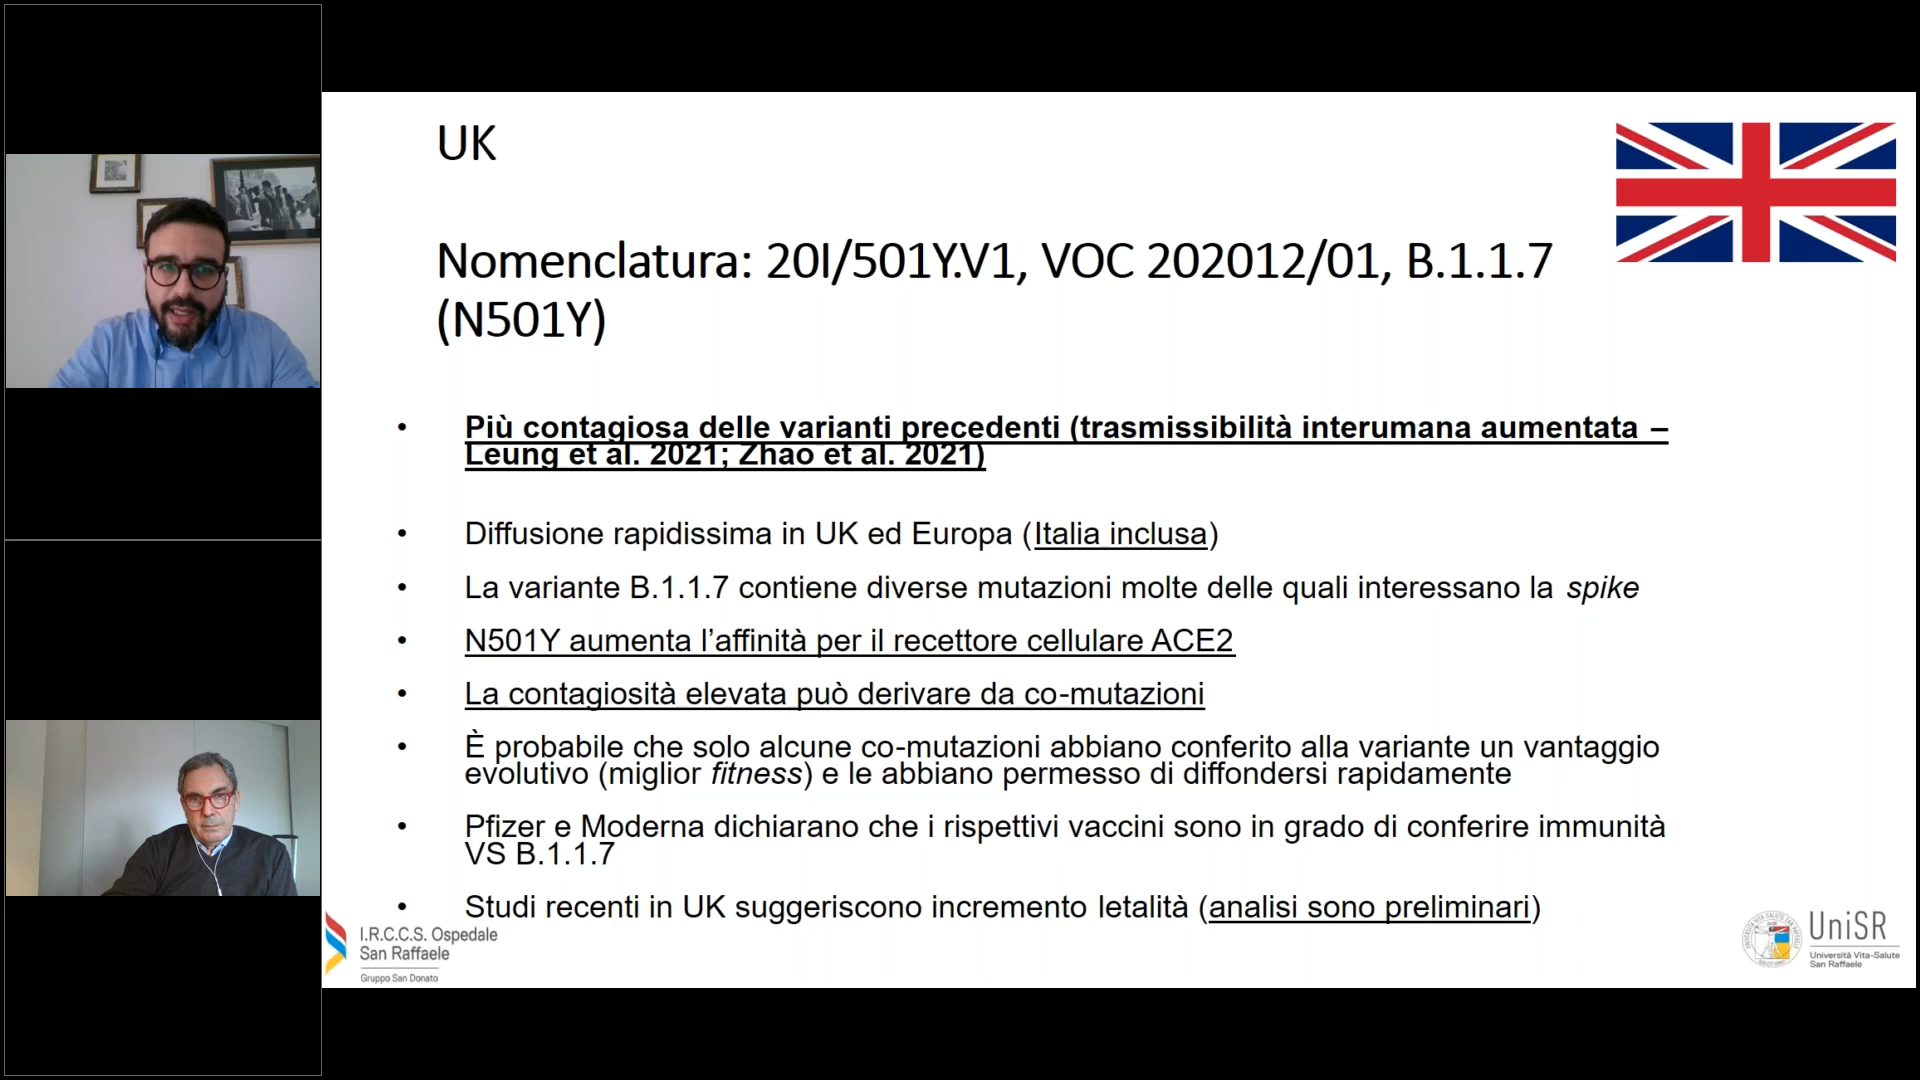 UK
Nomenclatura: 20I/501Y.V1, VOC 202012/01, B.1.1.7
(N501Y)
• Più contagiosa delle varianti precedenti (trasmissibilità interumana aumentata –
Leung et al. 2021; Zhao et al. 2021)
• Diffusione rapidissima in UK ed Europa (Italia inclusa)
• La variante B.1.1.7 contiene diverse mutazioni molte delle quali interessano la spike
• N501Y aumenta l’affinità per il recettore cellulare ACE2
• La contagiosità elevata può derivare da co-mutazioni
• È probabile che solo alcune co-mutazioni abbiano conferito alla variante un vantaggio
evolutivo (miglior fitness) e le abbiano permesso di diffondersi rapidamente
• Pfizer e Moderna dichiarano che i rispettivi vaccini sono in grado di conferire immunità
VS B.1.1.7
• Studi recenti in UK suggeriscono incremento letalità (analisi sono preliminari)
I.R.C.C.S. Ospedale
San Raffaele
Gruppo San Donato
UniSR
Università Vita-Salute
San Raffaele